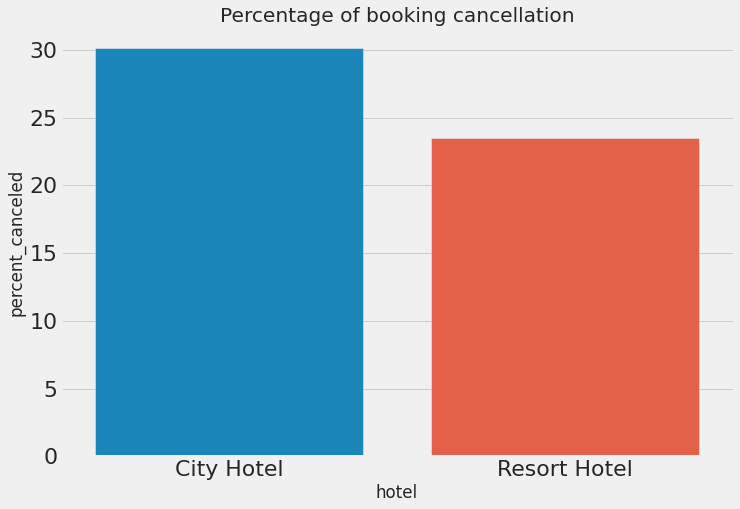 Percentage of booking cancellation
percent_canceled
30
25
20
15
10
5
0
City Hotel
Resort Hotel
hotel